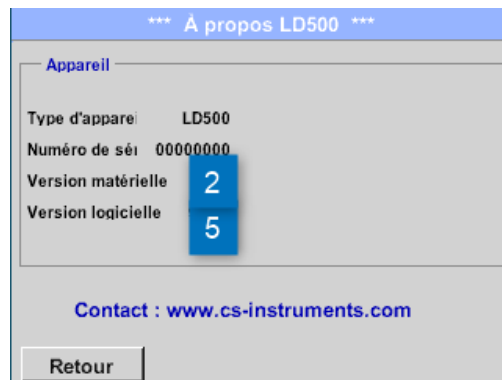 *** À propos LD500 ***
Appareil
Type d'apparei LD500
Numéro de séi 00000000
Version matérielle 2
Version logicielle 5
Contact : www.cs-instruments.com
Retour